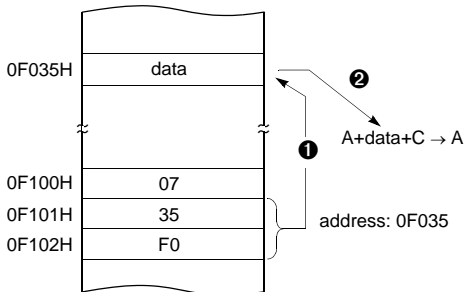 0F035H data
❷
A+data+C → A
❶
0F100H 07
0F101H 35
address: 0F035
0F102H F0